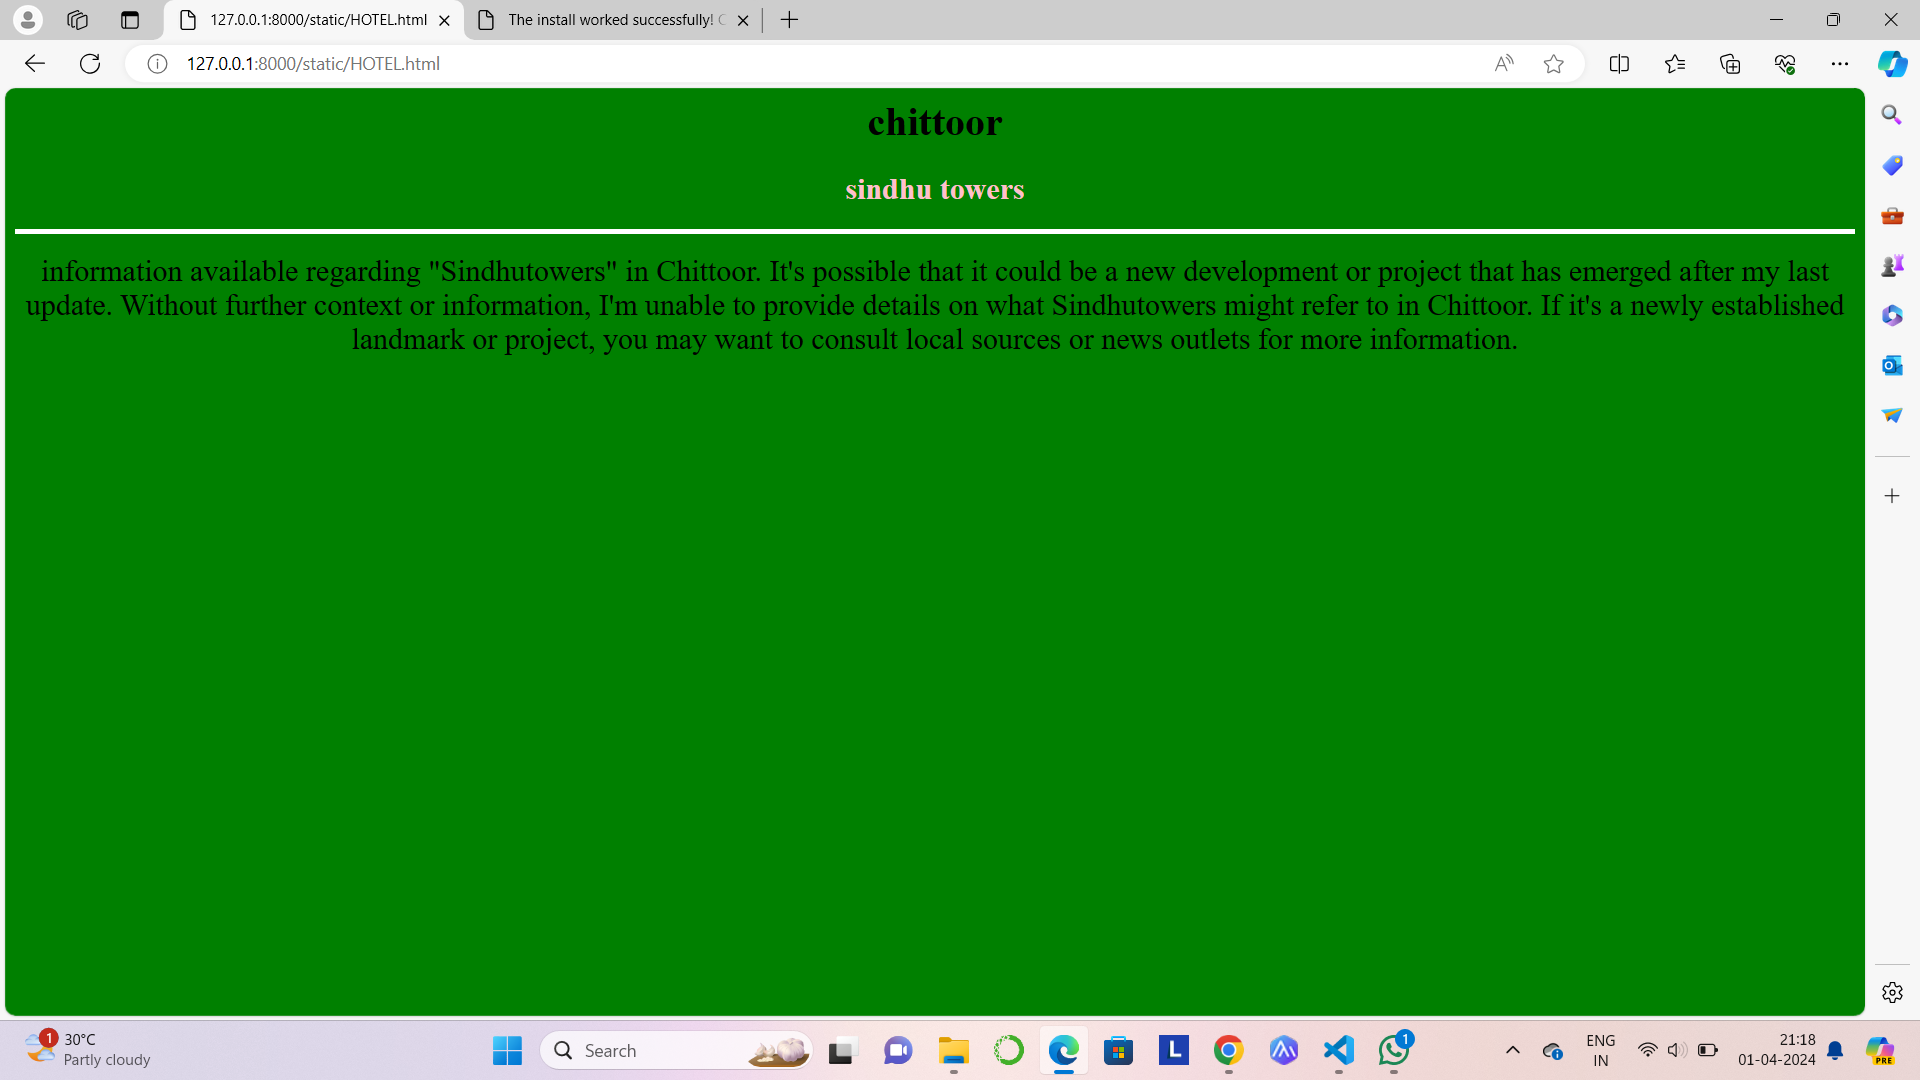 127.0.0.1:8000/static/HOTEL.html
The install worked successfully!
127.0.0.1:8000/static/HOTEL.html
chittoor
sindhu towers
information available regarding "Sindhutowers" in Chittoor. It's possible that it could be a new development or project that has emerged after my last
update. Without further context or information, I'm unable to provide details on what Sindhutowers might refer to in Chittoor. If it's a newly established
landmark or project, you may want to consult local sources or news outlets for more information.
1
30°C
Partly cloudy
Search
L
1
ENG
IN
21:18
01-04-2024
PRE